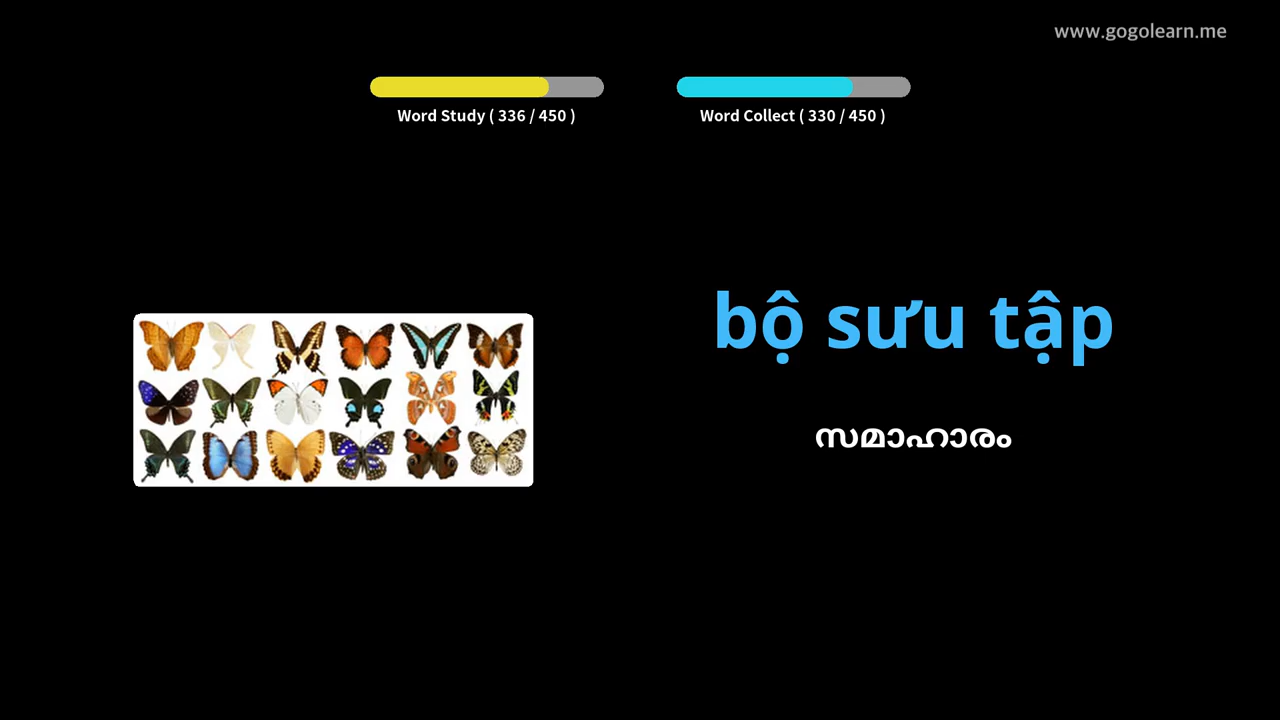 www.gogolearn.me
Word Study ( 336 / 450 )
Word Collect ( 330 / 450 )
bộ sưu tập
സമാഹാരം